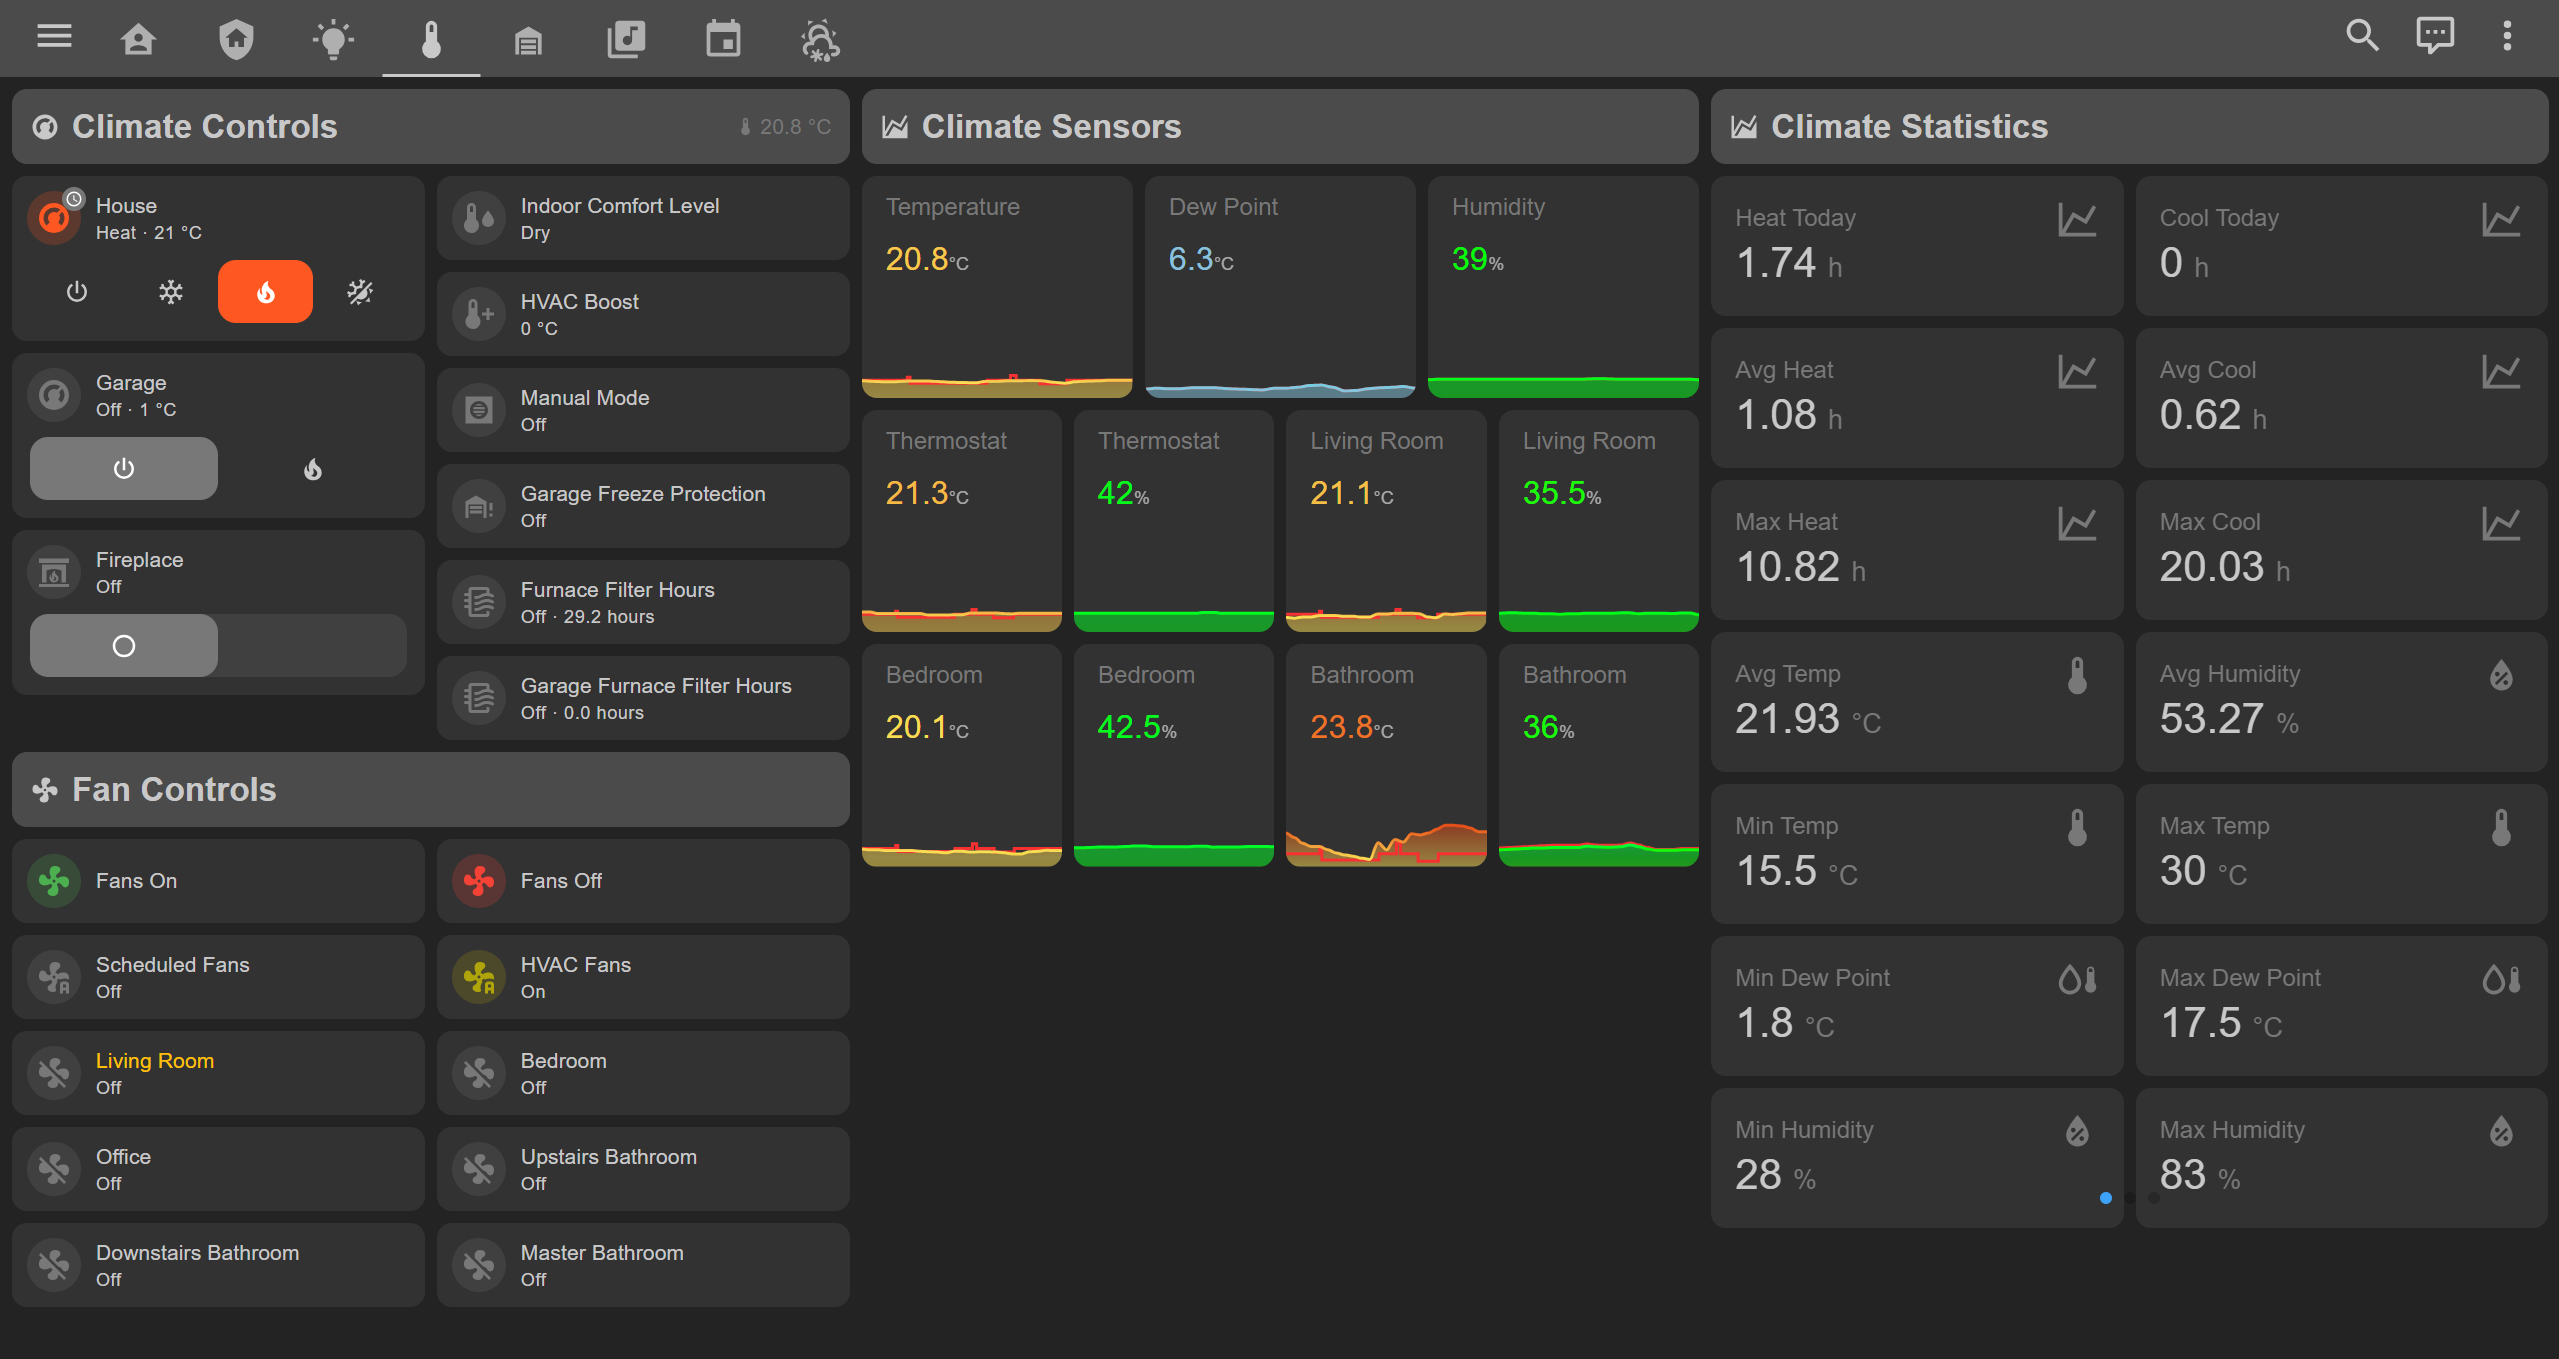 Climate Controls
20.8 °C
House
Heat · 21 °C
Garage
Off · 1 °C
Fireplace
Off
Indoor Comfort Level
Dry
HVAC Boost
0 °C
Manual Mode
Off
Garage Freeze Protection
Off
Furnace Filter Hours
Off · 29.2 hours
Garage Furnace Filter Hours
Off · 0.0 hours
Fan Controls
Fans On
Fans Off
Scheduled Fans
Off
HVAC Fans
On
Living Room
Off
Bedroom
Off
Office
Off
Upstairs Bathroom
Off
Downstairs Bathroom
Off
Master Bathroom
Off
Climate Sensors
Temperature
20.8°C
Dew Point
6.3°C
Humidity
39%
Thermostat
21.3°C
Thermostat
42%
Living Room
21.1°C
Living Room
35.5%
Bedroom
20.1°C
Bedroom
42.5%
Bathroom
23.8°C
Bathroom
36%
Climate Statistics
Heat Today
1.74 h
Cool Today
0 h
Avg Heat
1.08 h
Avg Cool
0.62 h
Max Heat
10.82 h
Max Cool
20.03 h
Avg Temp
21.93 °C
Avg Humidity
53.27 %
Min Temp
15.5 °C
Max Temp
30 °C
Min Dew Point
1.8 °C
Max Dew Point
17.5 °C
Min Humidity
28 %
Max Humidity
83 %